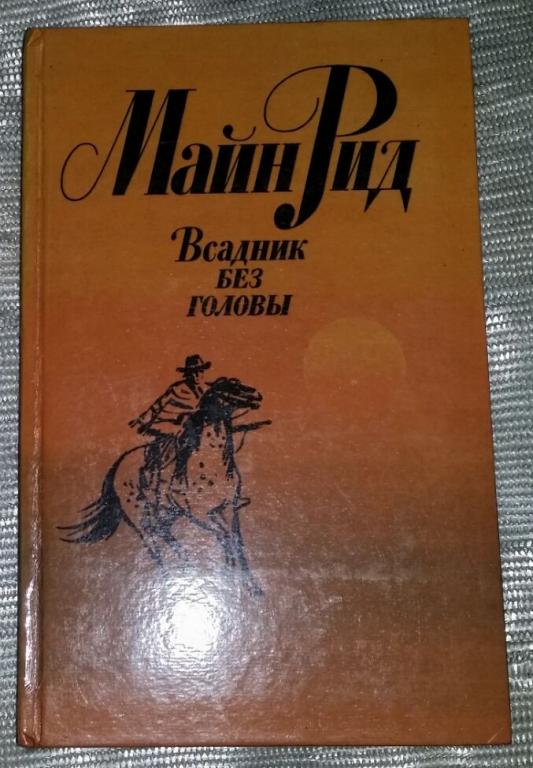 Майн Рид
Всадник
без
головы